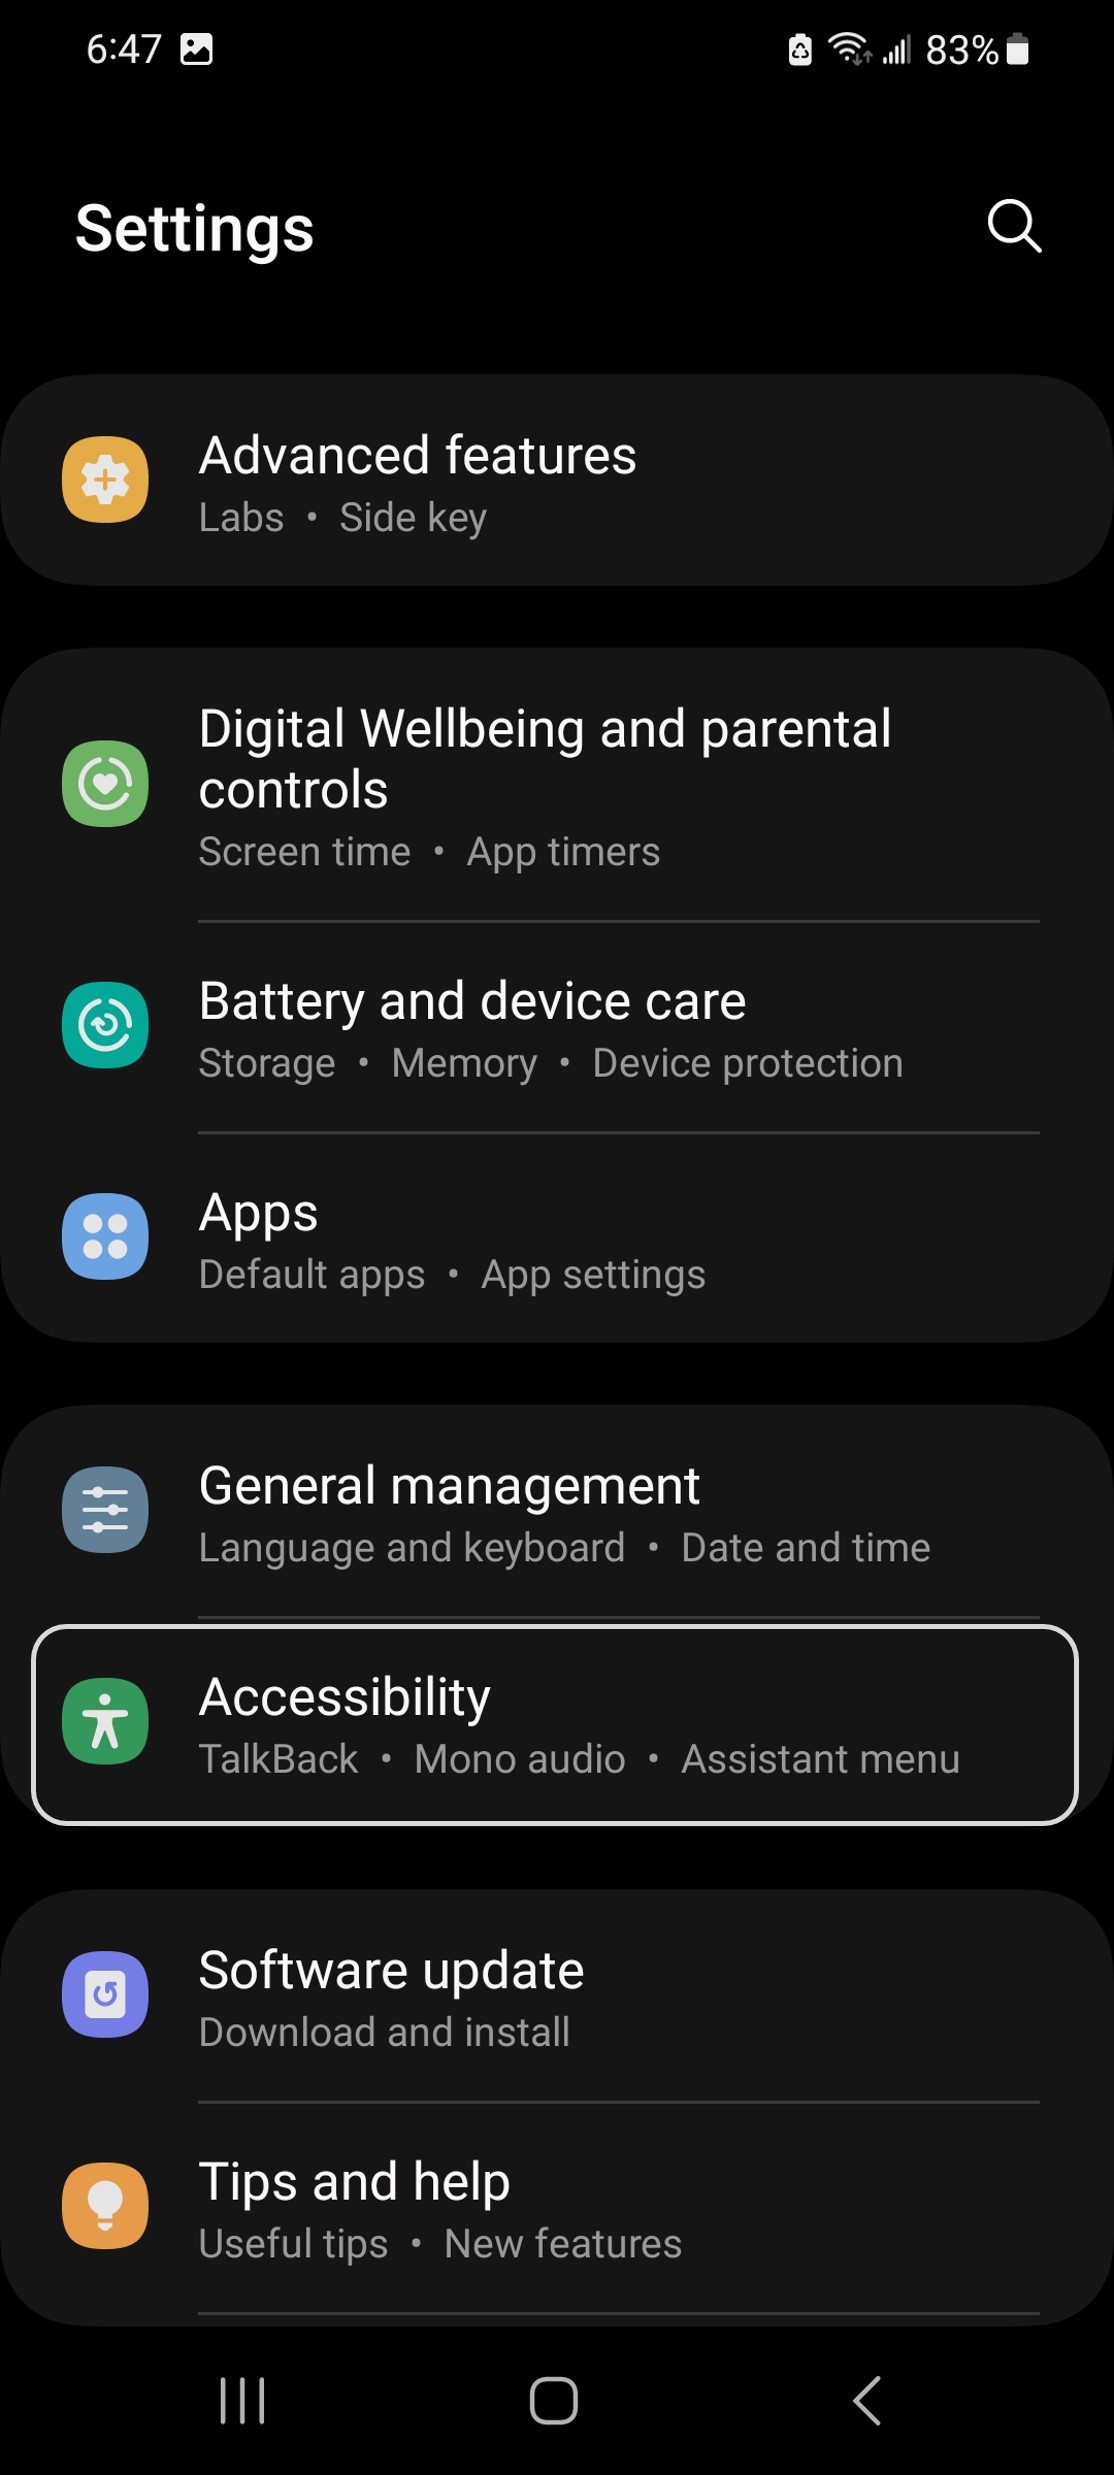 6:47 83%
Settings
Advanced features
Labs • Side key
Digital Wellbeing and parental
controls
Screen time • App timers
Battery and device care
Storage • Memory • Device protection
Apps
Default apps • App settings
General management
Language and keyboard • Date and time
Accessibility
TalkBack • Mono audio • Assistant menu
Software update
Download and install
Tips and help
Useful tips • New features